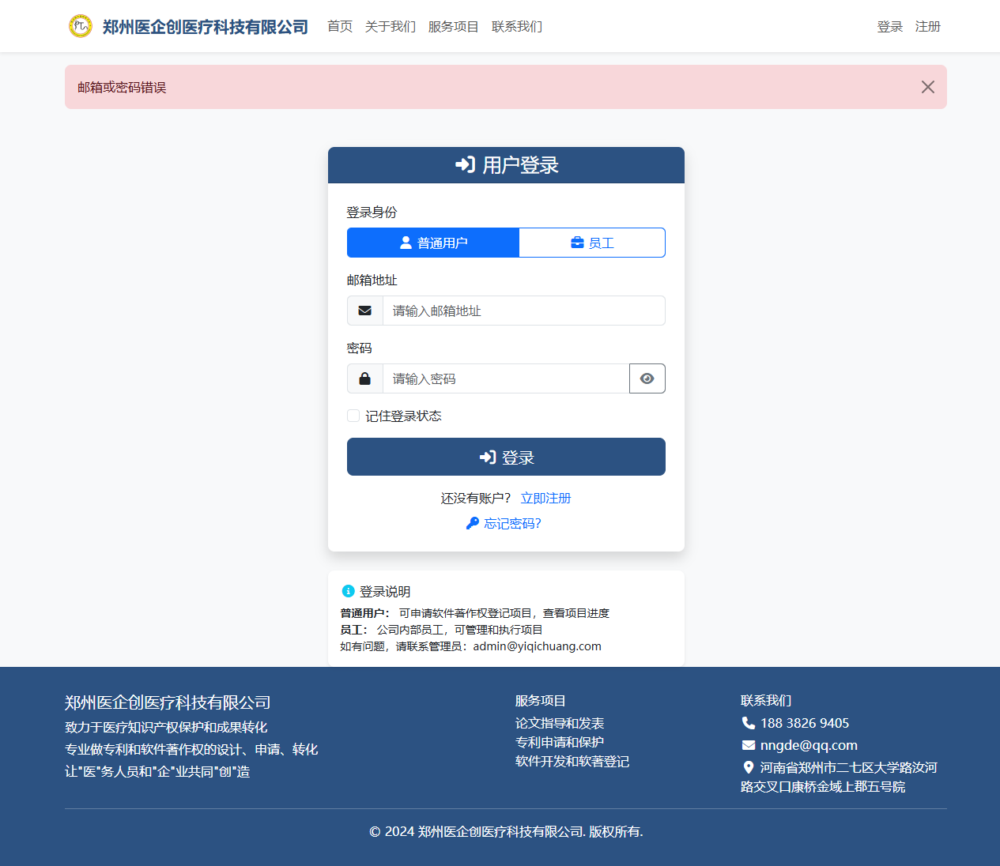 郑州医企创医疗科技有限公司
首页 关于我们 服务项目 联系我们
登录 注册
邮箱或密码错误
用户登录
登录身份
普通用户 员工
邮箱地址
请输入邮箱地址
密码
请输入密码
记住登录状态
登录
还没有账户？ 立即注册
忘记密码？
登录说明
普通用户： 可申请软件著作权登记项目，查看项目进度
员工： 公司内部员工，可管理和执行项目
如有问题，请联系管理员：admin@yiqichuang.com
郑州医企创医疗科技有限公司
致力于医疗知识产权保护和成果转化
专业做专利和软件著作权的设计、申请、转化
让"医"务人员和"企"业共同"创"造
服务项目
论文指导和发表
专利申请和保护
软件开发和软著登记
联系我们
188 3826 9405
nngde@qq.com
河南省郑州市二七区大学路汝河
路交叉口康桥金域上郡五号院
© 2024 郑州医企创医疗科技有限公司. 版权所有.